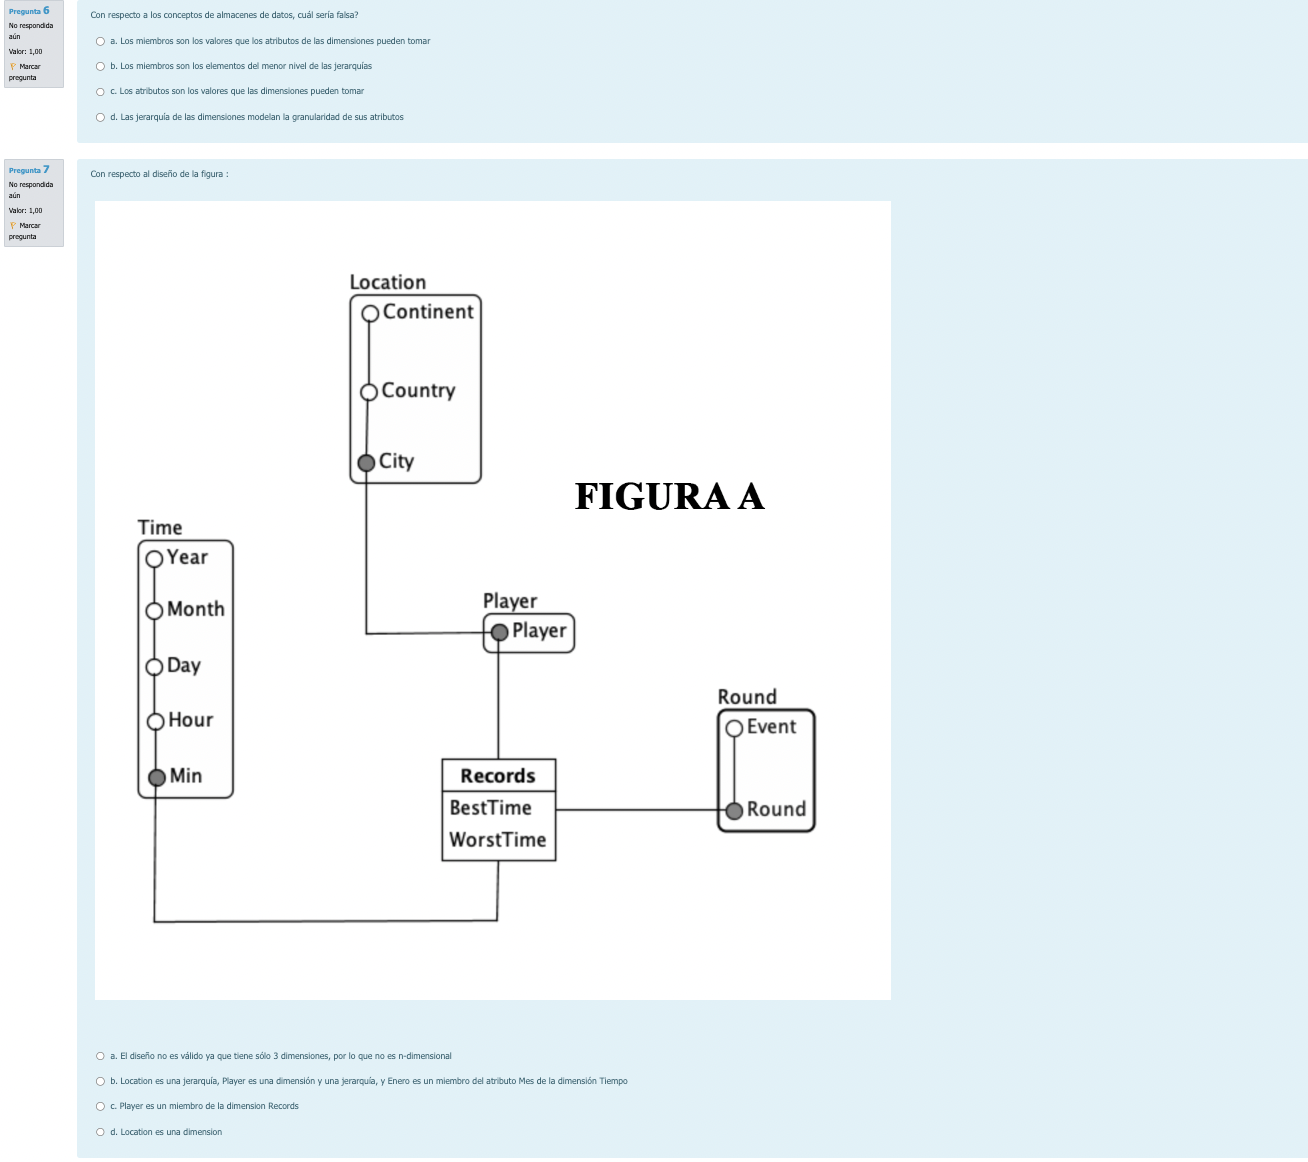 Pregunta 6
No respondida
aún
Valor: 1,00
Marcar
pregunta
Con respecto a los conceptos de almacenes de datos, cuál sería falsa?
a. Los miembros son los valores que los atributos de las dimensiones pueden tomar
b. Los miembros son los elementos del menor nivel de las jerarquías
c. Los atributos son los valores que las dimensiones pueden tomar
d. Las jerarquía de las dimensiones modelan la granularidad de sus atributos
Pregunta 7
No respondida
aún
Valor: 1,00
Marcar
pregunta
Con respecto al diseño de la figura :
Location
Continent
Country
City
FIGURA A
Time
Year
Month
Day
Hour
Min
Player
Player
Round
Event
Round
Records
BestTime
WorstTime
a. El diseño no es válido ya que tiene sólo 3 dimensiones, por lo que no es n-dimensional
b. Location es una jerarquía, Player es una dimensión y una jerarquía, y Enero es un miembro del atributo Mes de la dimensión Tiempo
c. Player es un miembro de la dimension Records
d. Location es una dimension